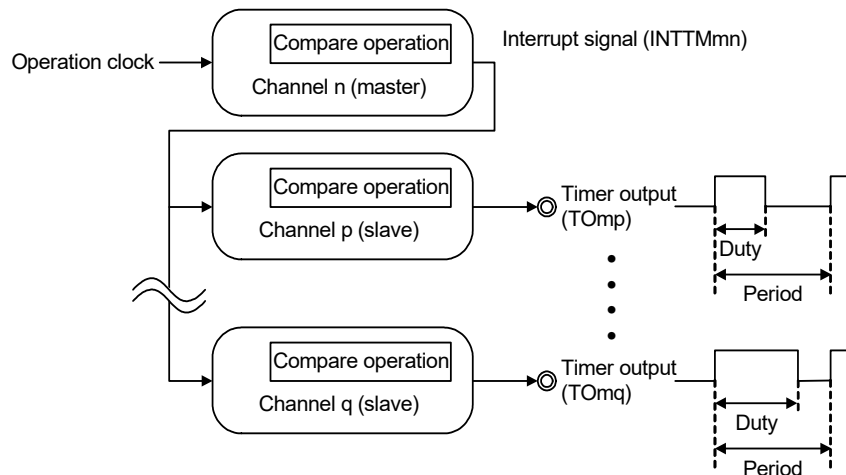 Compare operation
Interrupt signal (INTTMmn)
Operation clock
Channel n (master)
Compare operation
Channel p (slave)
Timer output
(TOmp)
Duty
Period
Compare operation
Channel q (slave)
Timer output
(TOmq)
Duty
Period